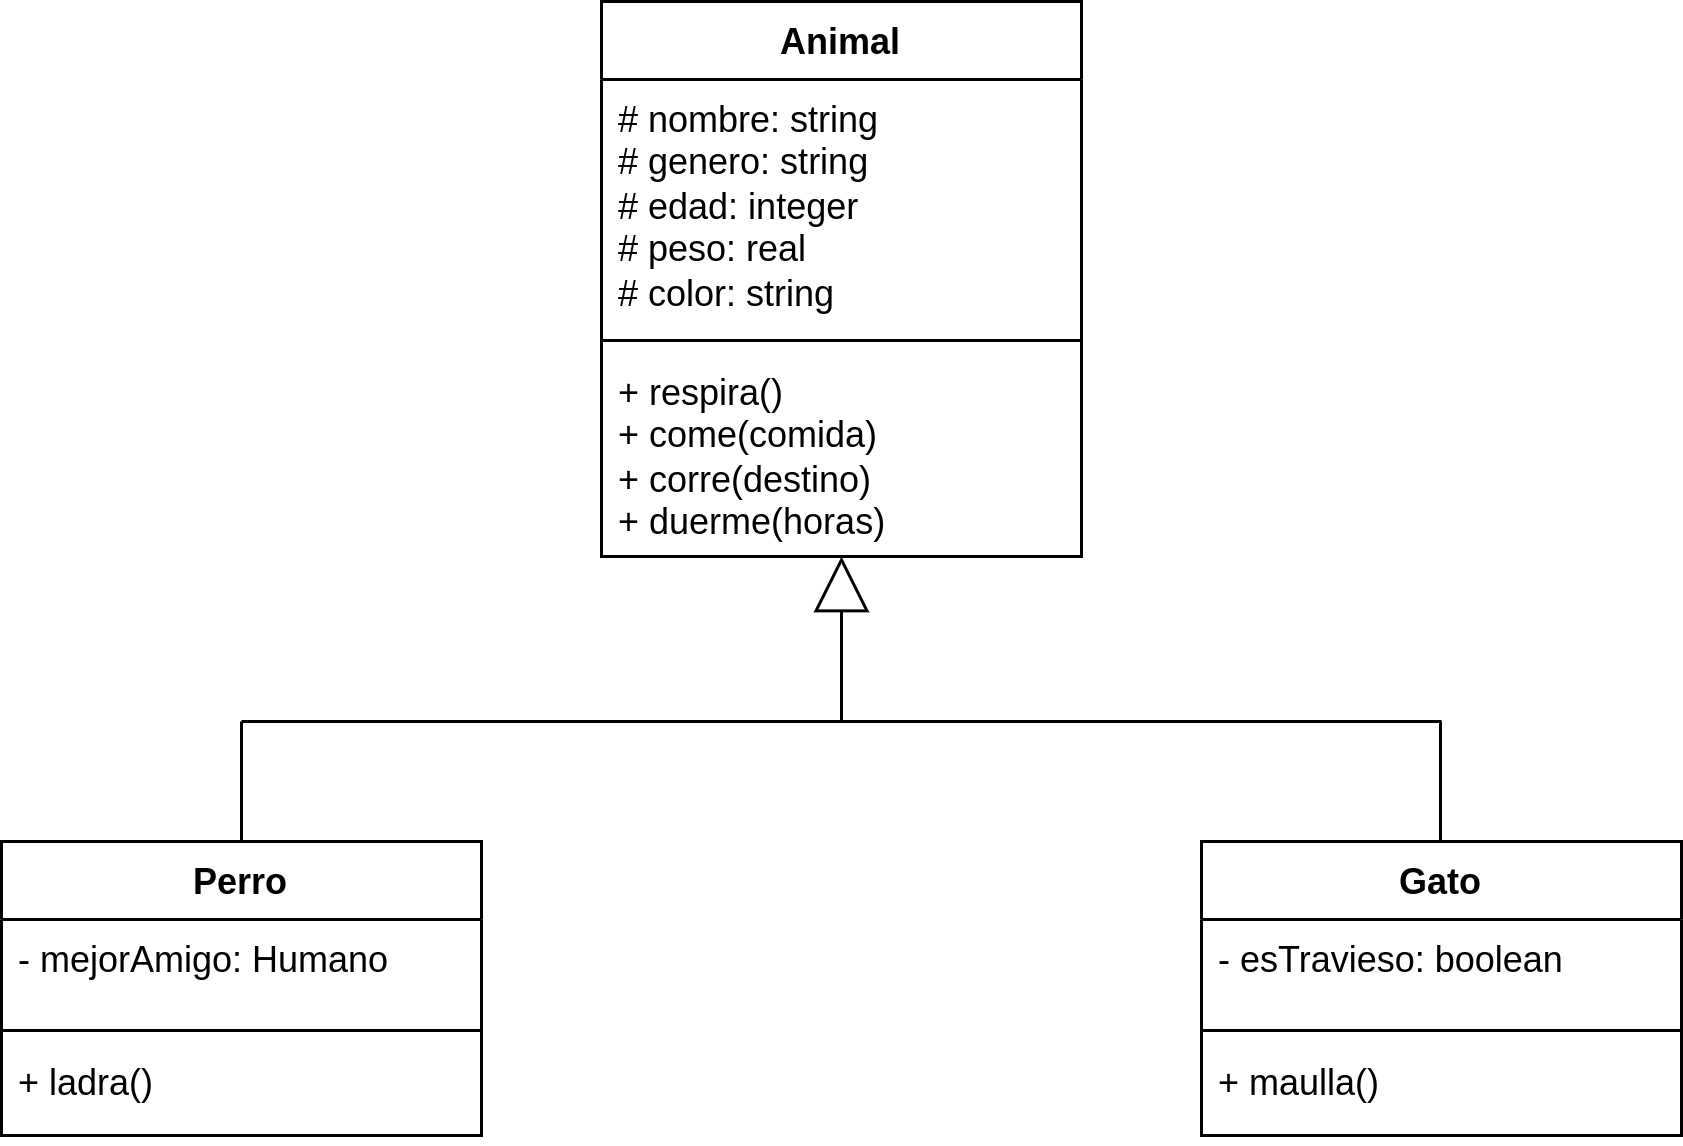 Animal
# nombre: string
# genero: string
# edad: integer
# peso: real
# color: string
+ respira()
+ come(comida)
+ corre(destino)
+ duerme(horas)
Perro
- mejorAmigo: Humano
+ ladra()
Gato
- esTravieso: boolean
+ maulla()